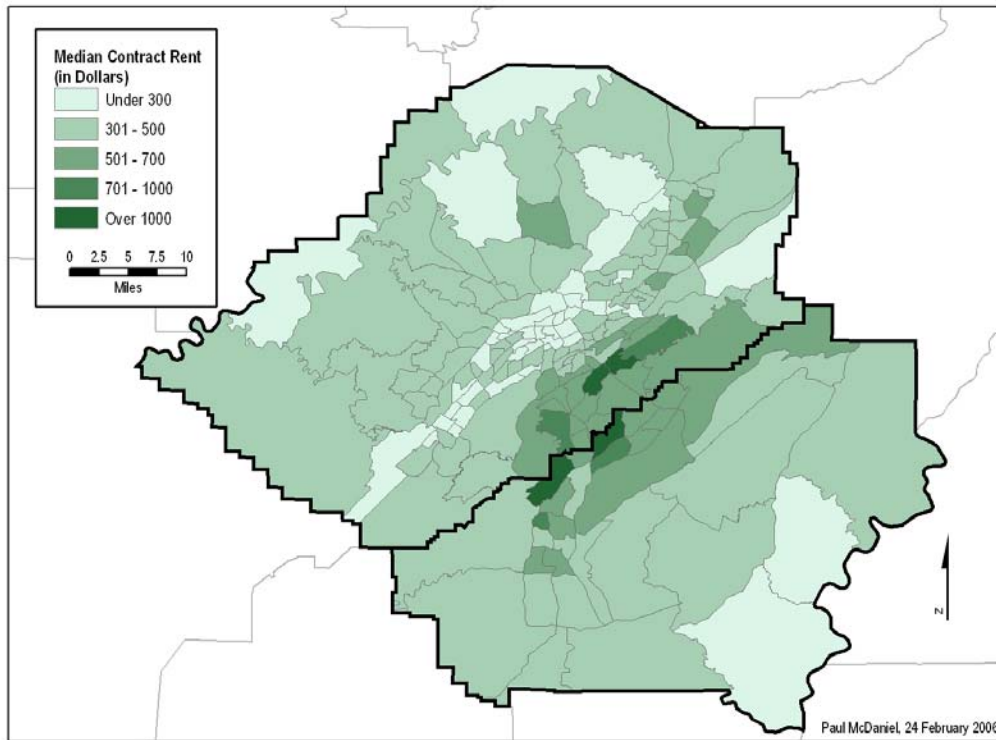 Median Contract Rent
(in Dollars)
Under 300
301 - 500
501 - 700
701 - 1000
Over 1000
0 2.5 5 7.5 10
Miles
N
Paul McDaniel, 24 February 2006